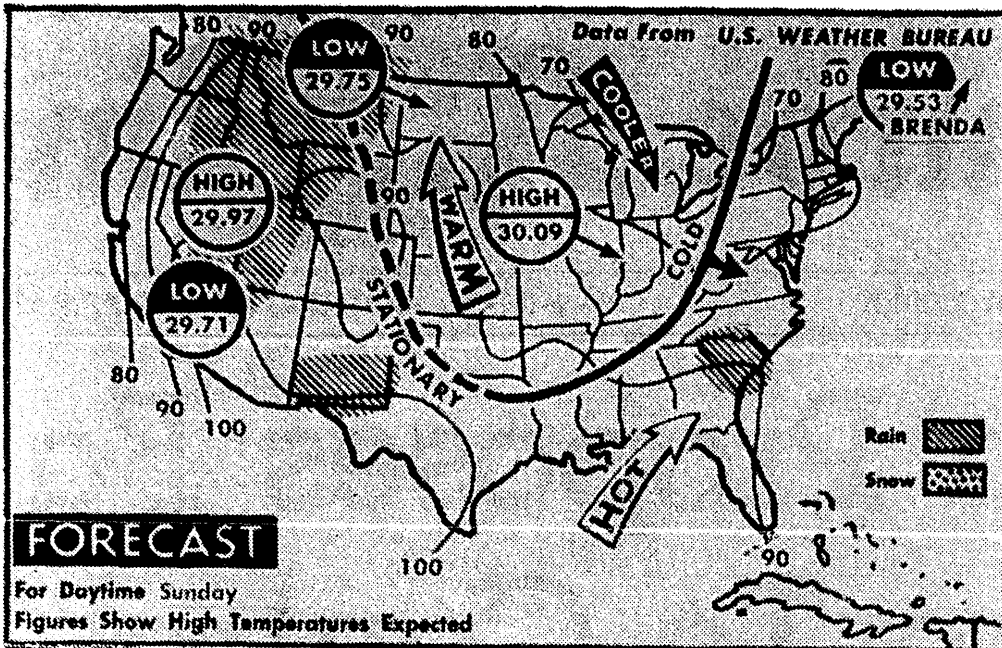 Data From U.S. WEATHER BUREAU
80
90
LOW
29.75
90
80
70
COOLER
70
80
LOW
29.53
BRENDA
HIGH
29.97
90
WARM
HIGH
30.09
COLD
LOW
29.71
STATIONARY
80
90
100
HOT
Rain
Snow
100
90
FORECAST
For Daytime Sunday
Figures Show High Temperatures Expected